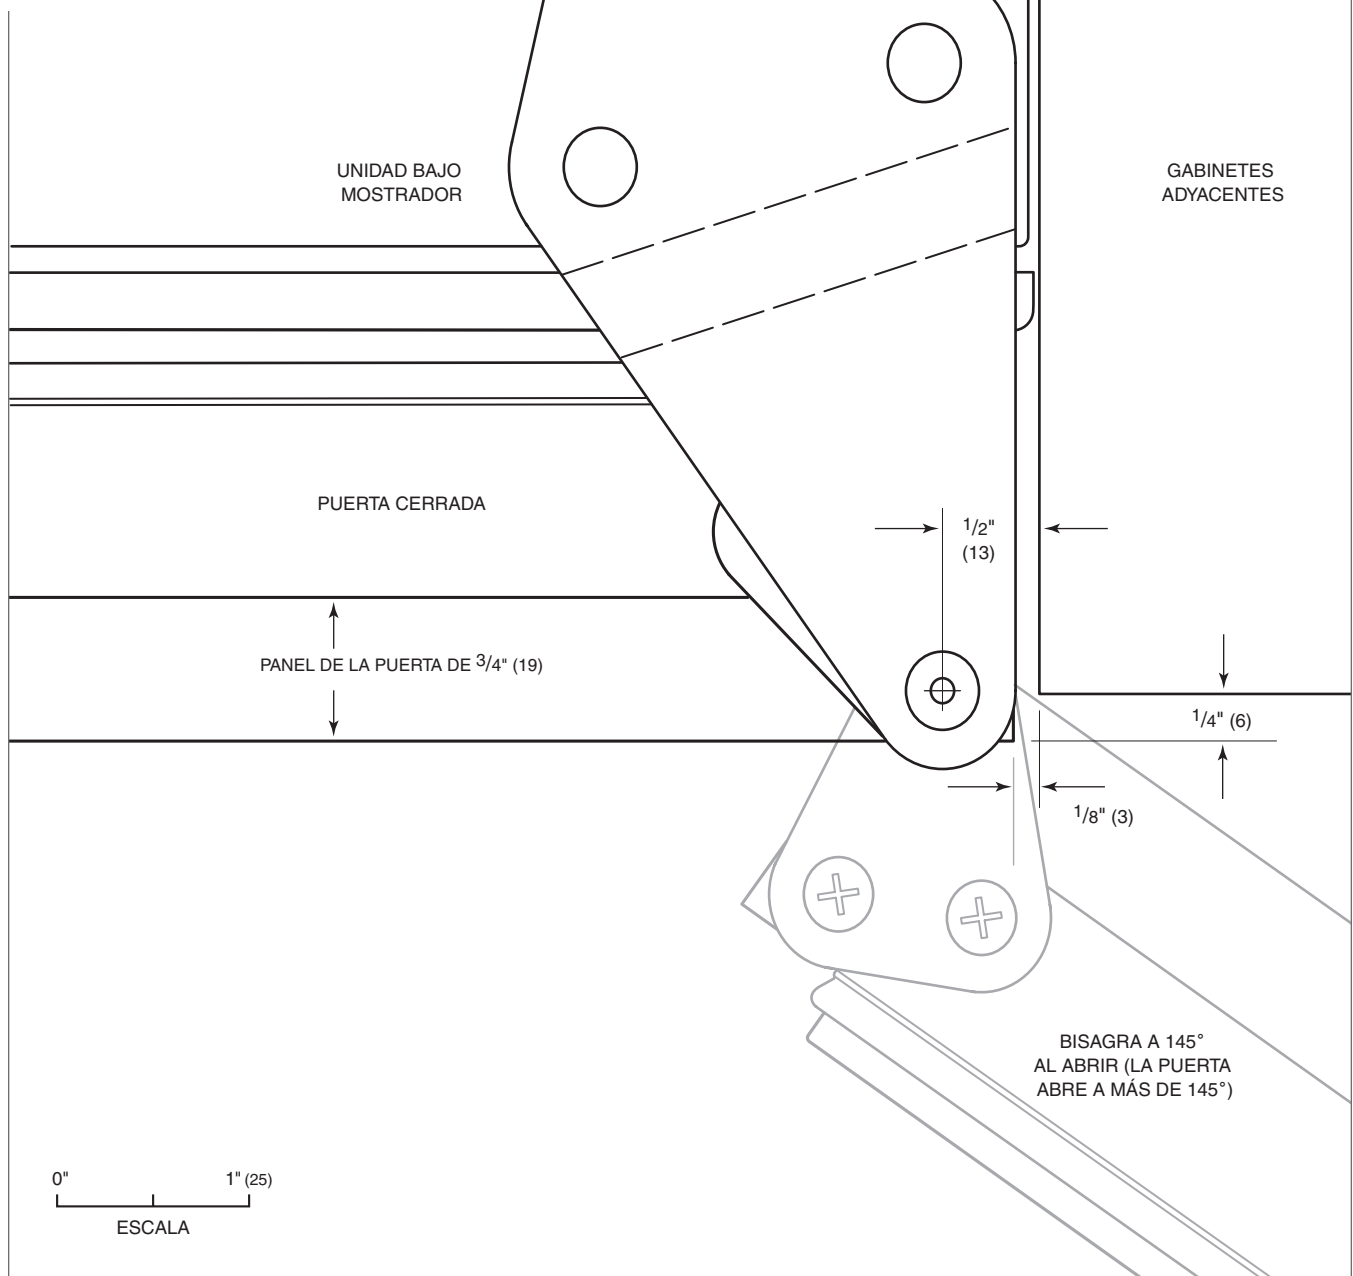 UNIDAD BAJO
MOSTRADOR
GABINETES
ADYACENTES
PUERTA CERRADA
1/2"
(13)
PANEL DE LA PUERTA DE 3/4" (19)
1/4" (6)
1/8" (3)
BISAGRA A 145°
AL ABRIR (LA PUERTA
ABRE A MÁS DE 145°)
0" 1" (25)
ESCALA